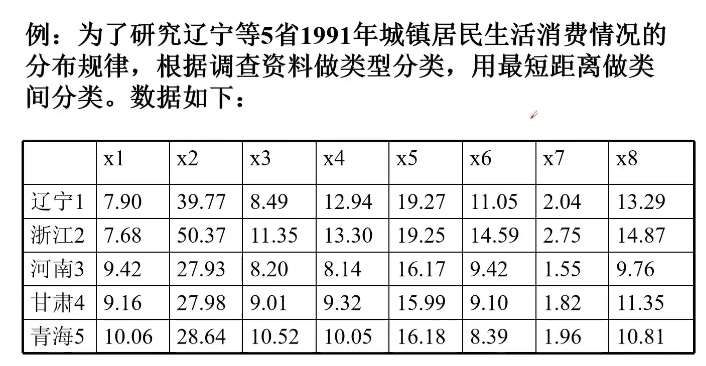 例：为了研究辽宁等5省1991年城镇居民生活消费情况的
分布规律，根据调查资料做类型分类，用最短距离做类
间分类。数据如下：
x1 x2 x3 x4 x5 x6 x7 x8
辽宁1 7.90 39.77 8.49 12.94 19.27 11.05 2.04 13.29
浙江2 7.68 50.37 11.35 13.30 19.25 14.59 2.75 14.87
河南3 9.42 27.93 8.20 8.14 16.17 9.42 1.55 9.76
甘肃4 9.16 27.98 9.01 9.32 15.99 9.10 1.82 11.35
青海5 10.06 28.64 10.52 10.05 16.18 8.39 1.96 10.81